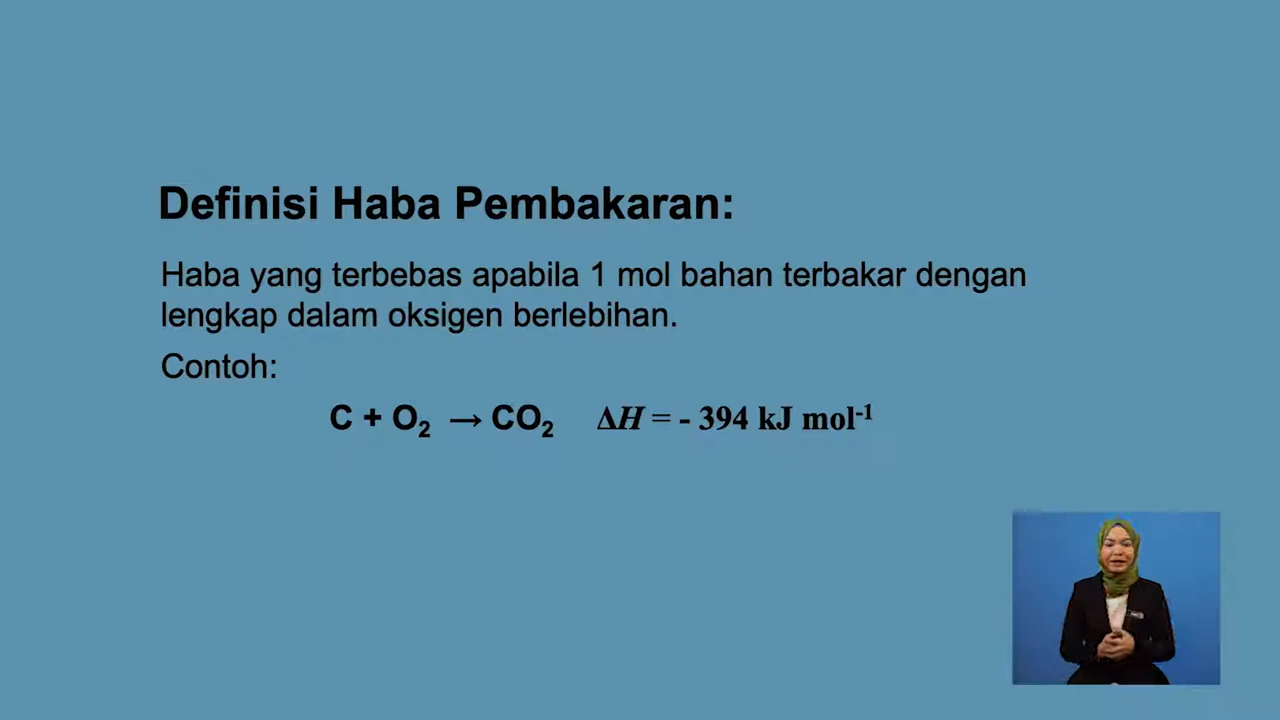 Definisi Haba Pembakaran:
Haba yang terbebas apabila 1 mol bahan terbakar dengan
lengkap dalam oksigen berlebihan.
Contoh:
C + O₂ → CO₂ ΔH = - 394 kJ mol⁻¹